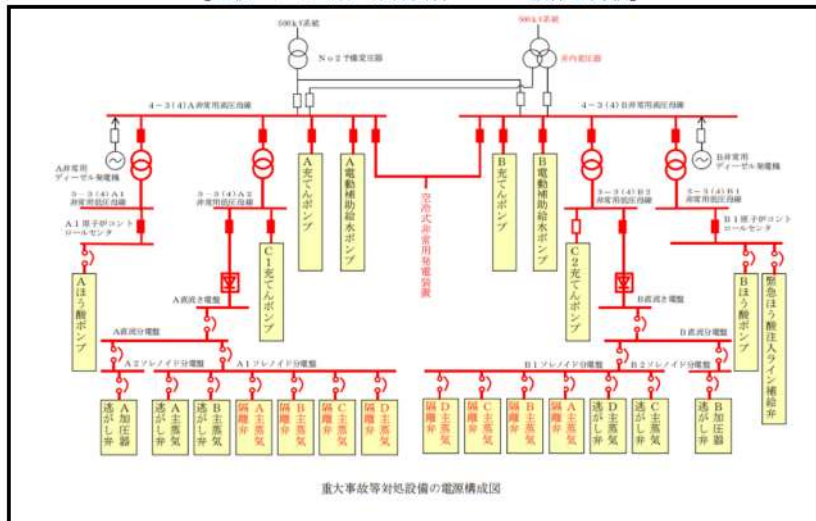 500kV系統
500kV系統
No2予備変圧器
所内変圧器
4-3(4)A非常用高圧母線
4-3(4)B非常用高圧母線
A非常用
ディーゼル発電機
B非常用
ディーゼル発電機
3-3(4)A1
非常用低圧母線
3-3(4)A2
非常用低圧母線
3-3(4)B2
非常用低圧母線
3-3(4)B1
非常用低圧母線
A1原子炉コント
ロールセンタ
B1原子炉コント
ロールセンタ
A充てんポンプ
A電動補助給水ポンプ
空冷式非常用発電装置
B充てんポンプ
B電動補助給水ポンプ
Aほう酸ポンプ
C1充てんポンプ
C2充てんポンプ
Bほう酸ポンプ
緊急ほう酸注入ライン補給弁
A直流き電盤
B直流き電盤
A直流分電盤
B直流分電盤
A2ソレノイド分電盤
A1ソレノイド分電盤
B1ソレノイド分電盤
B2ソレノイド分電盤
A加圧器
逃がし弁
A主蒸気
逃がし弁
B主蒸気
逃がし弁
A主蒸気
隔離弁
B主蒸気
隔離弁
C主蒸気
隔離弁
D主蒸気
隔離弁
D主蒸気
隔離弁
C主蒸気
隔離弁
B主蒸気
隔離弁
A主蒸気
隔離弁
D主蒸気
逃がし弁
C主蒸気
逃がし弁
B加圧器
逃がし弁
重大事故等対処設備の電源構成図